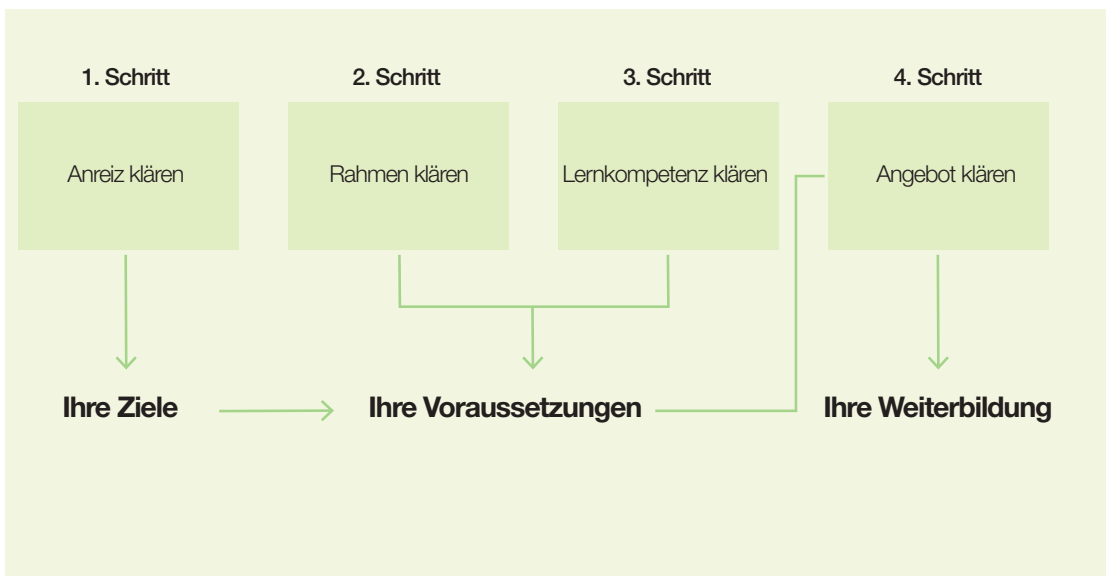 1. Schritt
2. Schritt
3. Schritt
4. Schritt
Anreiz klären
Rahmen klären
Lernkompetenz klären
Angebot klären
Ihre Ziele
Ihre Voraussetzungen
Ihre Weiterbildung